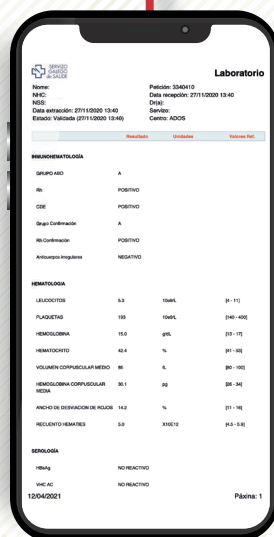 SERVIZO
GALEGO
de SAÚDE
Laboratorio
Nome:
NHC:
NSS:
Data extracción: 27/11/2020 13:40
Estado: Validada (27/11/2020 13:40)
Petición: 3340410
Data recepción: 27/11/2020 13:40
Dr(a):
Servizo:
Centro: ADOS
Resultado Unidades Valores Ref.
INMUNOHEMATOLOGÍA
GRUPO ABO A
Rh POSITIVO
CDE POSITIVO
Grupo Confirmación A
Rh Confirmación POSITIVO
Anticuerpos irregulares NEGATIVO
HEMATOLOGIA
LEUCOCITOS 5.3 10e9/L [4 - 11]
PLAQUETAS 193 10e9/L [140 - 400]
HEMOGLOBINA 15.0 g/dL [13 - 17]
HEMATOCRITO 42.4 % [41 - 53]
VOLUMEN CORPUSCULAR MÉDIO 85 fL [80 - 100]
HEMOGLOBINA CORPUSCULAR MEDIA 30.1 pg [26 - 34]
ANCHO DE DESVIACION DE ROJOS 14.2 % [11 - 16]
RECUENTO HEMATIES 5.0 X10E12 [4.5 - 5.9]
SEROLOGÍA
HBsAg NO REACTIVO
VHC AC NO REACTIVO
12/04/2021 Páxina: 1